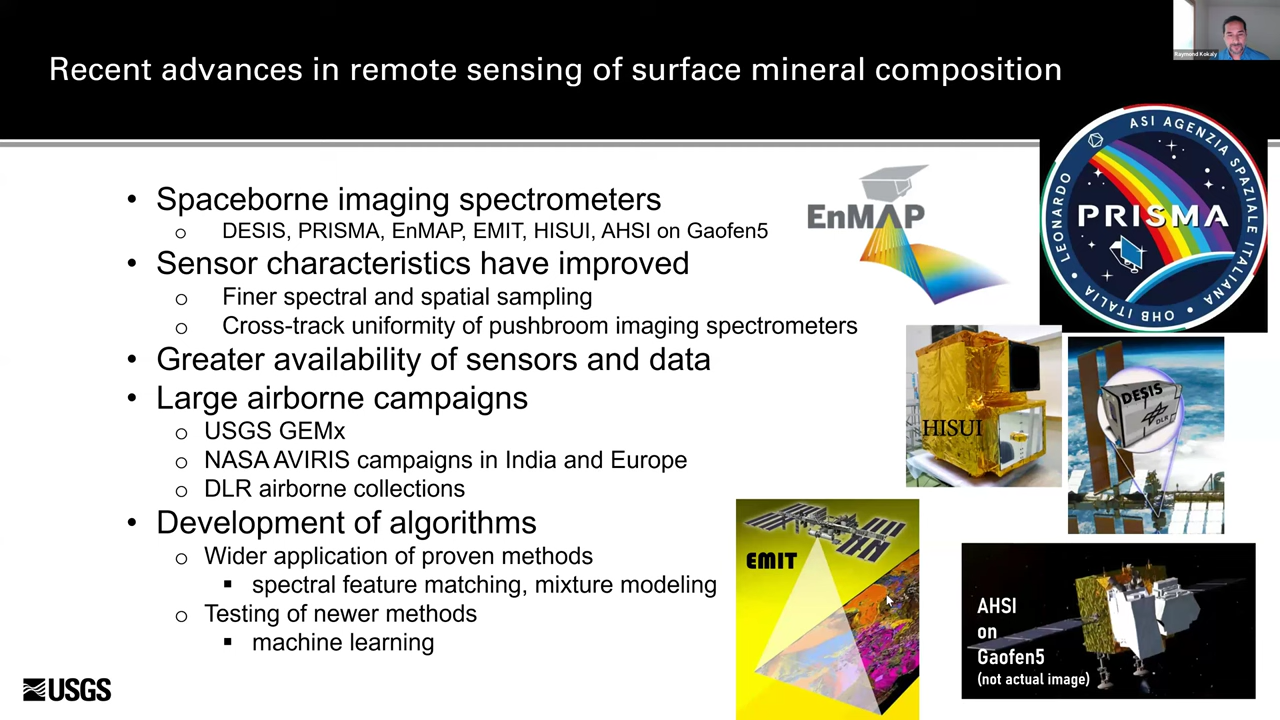 Raymond Kokaly
Recent advances in remote sensing of surface mineral composition
• Spaceborne imaging spectrometers
o DESIS, PRISMA, EnMAP, EMIT, HISUI, AHSI on Gaofen5
• Sensor characteristics have improved
o Finer spectral and spatial sampling
o Cross-track uniformity of pushbroom imaging spectrometers
• Greater availability of sensors and data
• Large airborne campaigns
o USGS GEMx
o NASA AVIRIS campaigns in India and Europe
o DLR airborne collections
• Development of algorithms
o Wider application of proven methods
▪ spectral feature matching, mixture modeling
o Testing of newer methods
▪ machine learning
EnMAP
ASI AGENZIA SPAZIALE ITALIANA
LEONARDO
PRISMA
OHB ITALIA
HISUI
DESIS
DLR
EMIT
AHSI
on
Gaofen5
(not actual image)
USGS